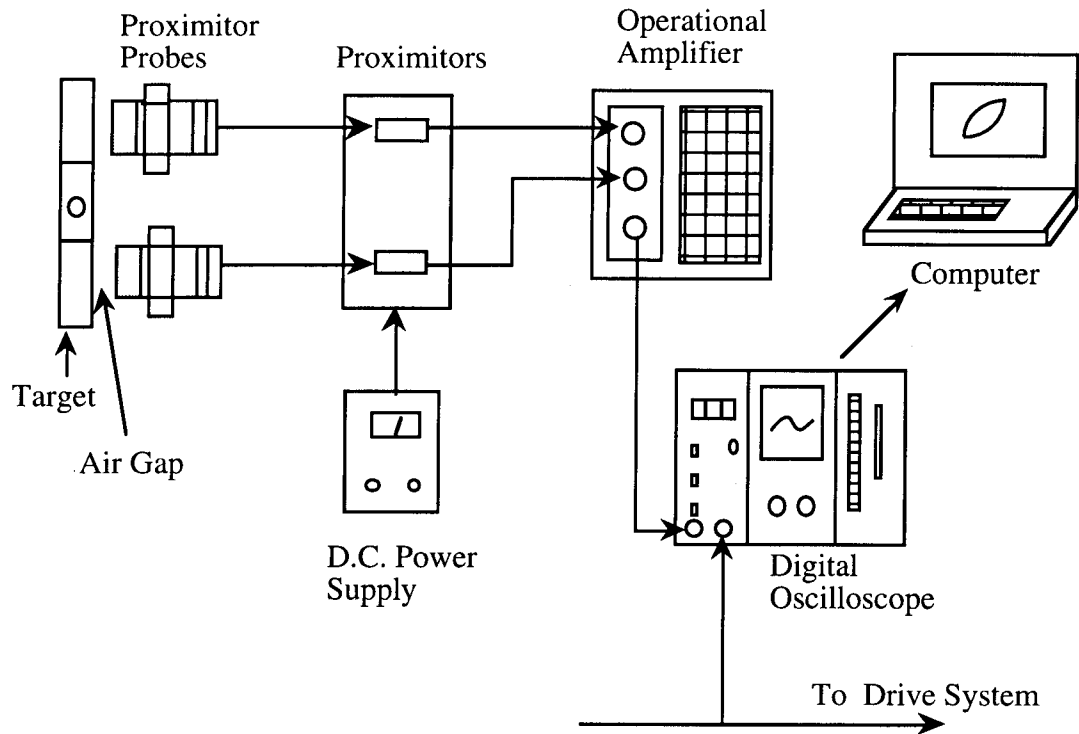 Proximitor
Probes
Proximitors
Operational
Amplifier
Computer
Target
Air Gap
D.C. Power
Supply
Digital
Oscilloscope
To Drive System